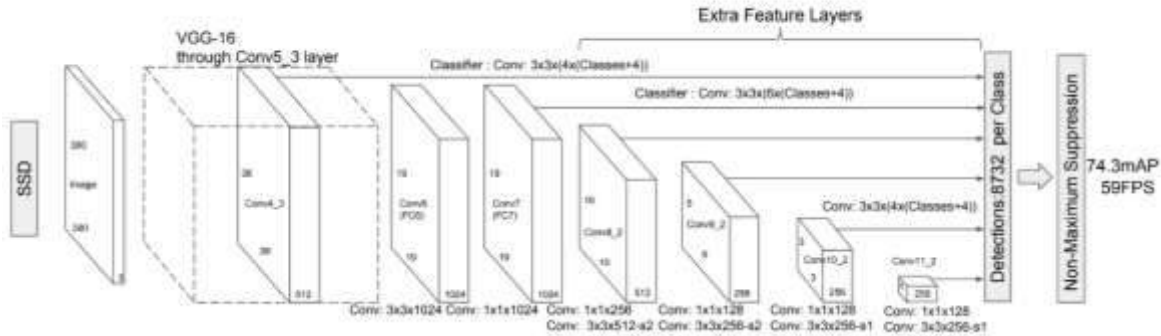 Extra Feature Layers
VGG-16
through Conv5_3 layer
Classifier : Conv: 3x3x(4x(Classes+4))
Classifier : Conv: 3x3x(6x(Classes+4))
SSD
Image
3
38
Conv4_3
38
512
19
Conv6
(FC6)
19
1024
19
Conv7
(FC7)
19
1024
10
Conv8_2
10
512
5
Conv9_2
256
Conv: 3x3x(4x(Classes+4))
3
Conv10_2
3
256
Conv11_2
256
Detections:8732 per Class
Non-Maximum Suppression
74.3mAP
59FPS
Conv: 3x3x1024
Conv: 1x1x1024
Conv: 1x1x256
Conv: 3x3x512-s2
Conv: 1x1x128
Conv: 3x3x256-s2
Conv: 1x1x128
Conv: 3x3x256-s1
Conv: 1x1x128
Conv: 3x3x256-s1